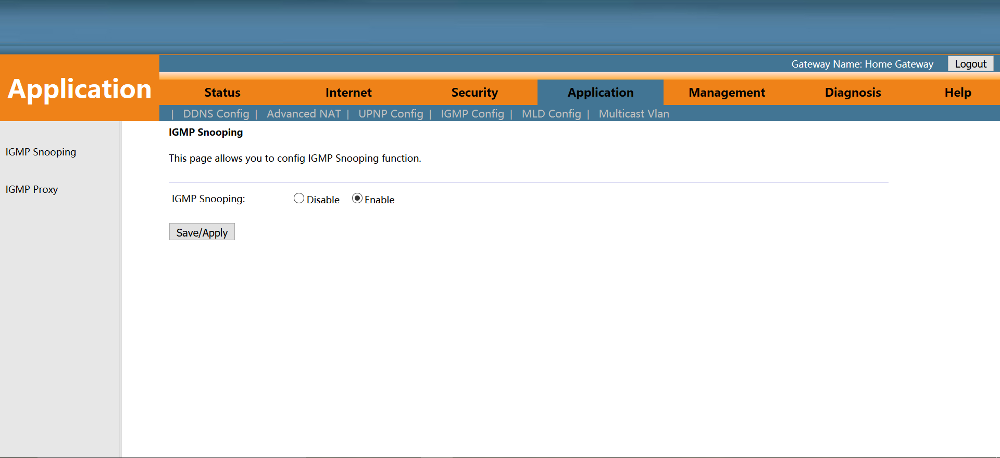 Gateway Name: Home Gateway Logout
Application
Status Internet Security Application Management Diagnosis Help
| DDNS Config | Advanced NAT | UPNP Config | IGMP Config | MLD Config | Multicast Vlan
IGMP Snooping
IGMP Proxy
IGMP Snooping
This page allows you to config IGMP Snooping function.
IGMP Snooping: Disable Enable
Save/Apply